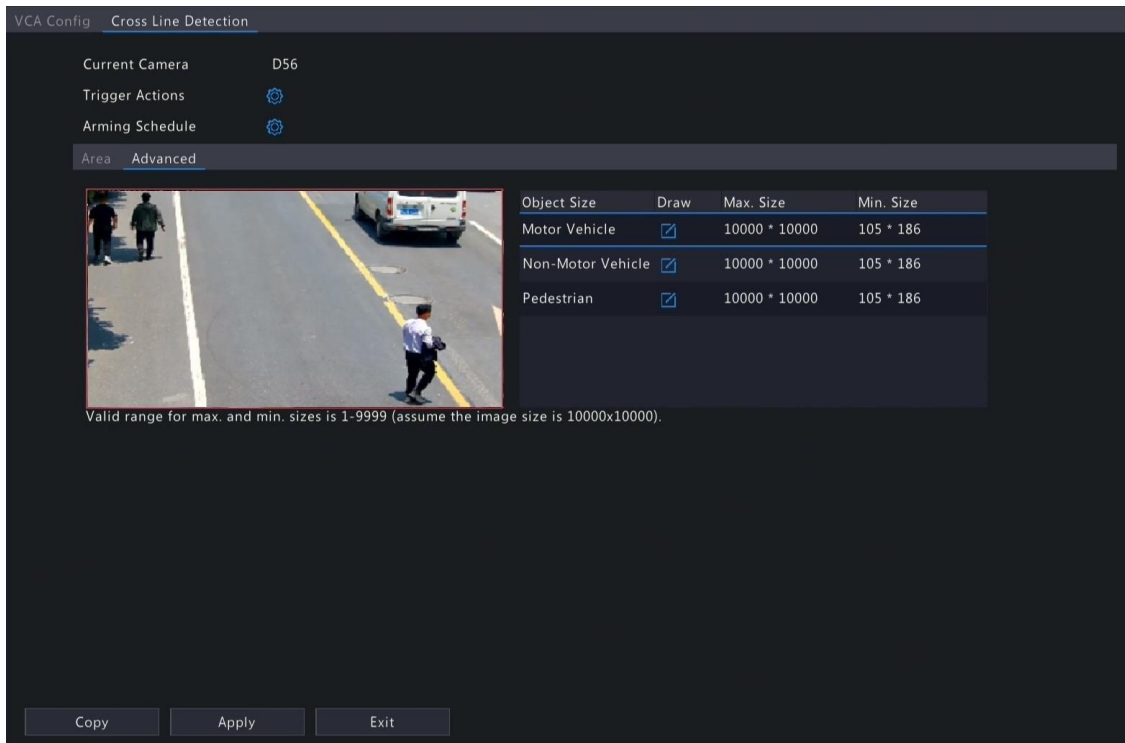 VCA Config Cross Line Detection
Current Camera D56
Trigger Actions
Arming Schedule
Area Advanced
Object Size Draw Max. Size Min. Size
Motor Vehicle 10000 * 10000 105 * 186
Non-Motor Vehicle 10000 * 10000 105 * 186
Pedestrian 10000 * 10000 105 * 186
Valid range for max. and min. sizes is 1-9999 (assume the image size is 10000x10000).
Copy Apply Exit